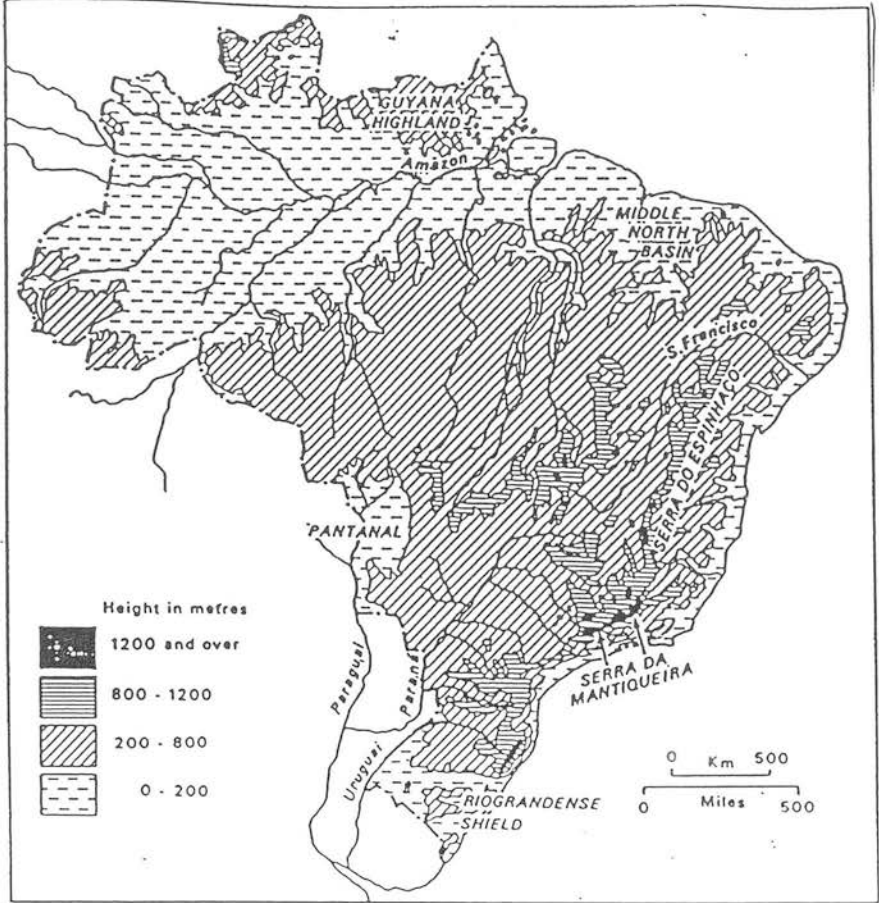 GUYANA
HIGHLAND
Amazon
MIDDLE
NORTH
BASIN
S. Francisco
SERRA DO ESPINHAÇO
PANTANAL
Height in metres
1200 and over
800 - 1200
200 - 800
0 - 200
Paraguai
Paraná
Uruguai
SERRA DA
MANTIQUEIRA
0 Km 500
0 Miles 500
RIOGRANDENSE
SHIELD